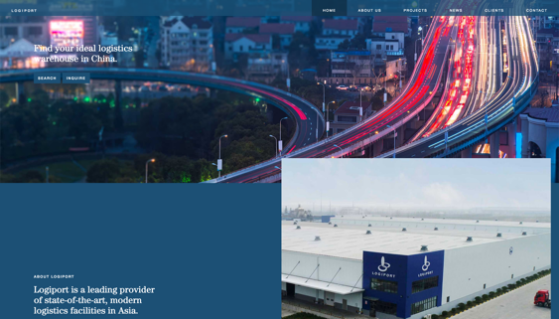 LOGIPORT
HOME
ABOUT US
PROJECTS
NEWS
CLIENTS
CONTACT
Find your ideal logistics
warehouse in China.
SEARCH
INQUIRE
LOGIPORT
LOGIPORT
ABOUT LOGIPORT
Logiport is a leading provider
of state-of-the-art, modern
logistics facilities in Asia.